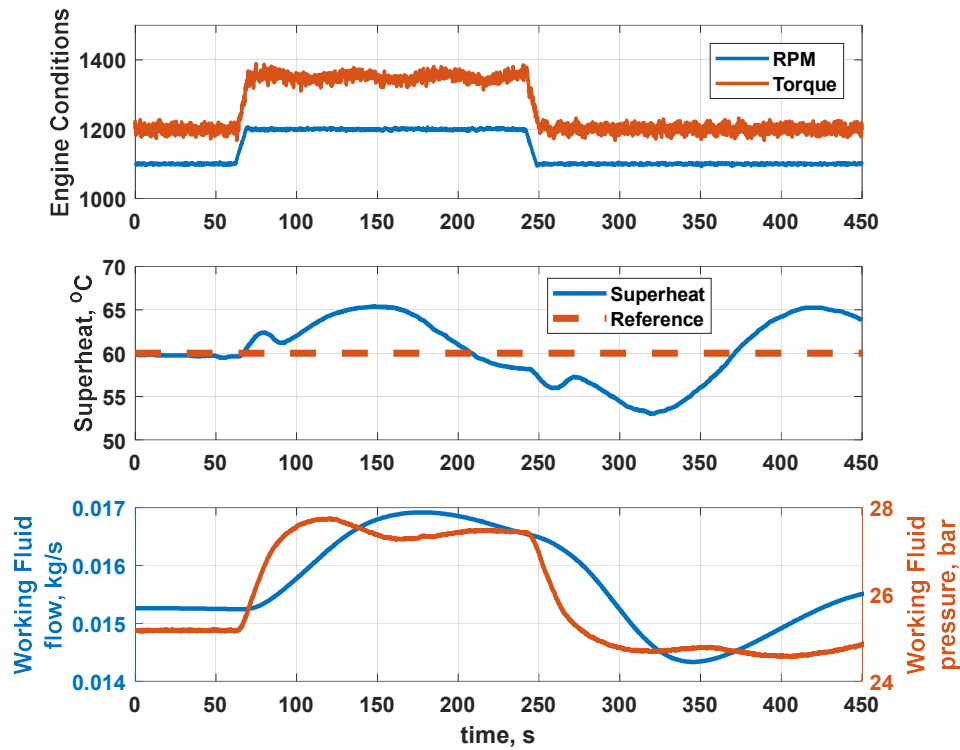 Engine Conditions
1400
1200
1000
RPM
Torque
0 50 100 150 200 250 300 350 400 450
Superheat, °C
70
65
60
55
50
Superheat
Reference
0 50 100 150 200 250 300 350 400 450
Working Fluid
flow, kg/s
0.017
0.016
0.015
0.014
28
26
24
Working Fluid
pressure, bar
0 50 100 150 200 250 300 350 400 450
time, s